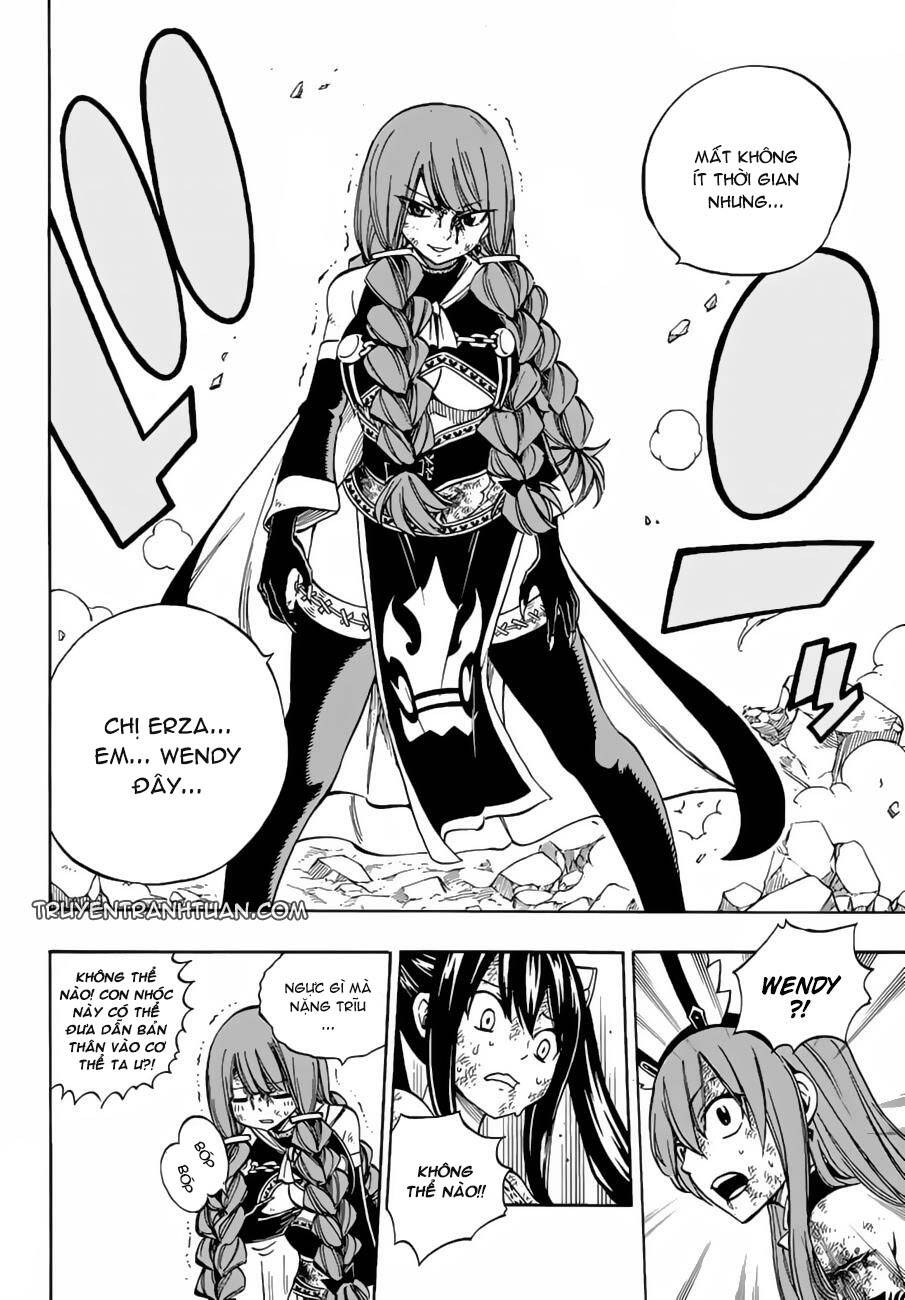 MẤT KHÔNG
ÍT THỜI GIAN
NHƯNG...
CHỊ ERZA...
EM... WENDY
ĐÂY...
TRUYENTRANHTUAN.COM
WENDY
?!
KHÔNG
THỂ NÀO!!
NGỰC GÌ MÀ
NẶNG TRĨU
...
KHÔNG THỂ
NÀO! CON NHÓC
NÀY CÓ THỂ
ĐƯA DẪN BẢN
THÂN VÀO CƠ
THỂ TA Ư?!
BÓP
BÓP